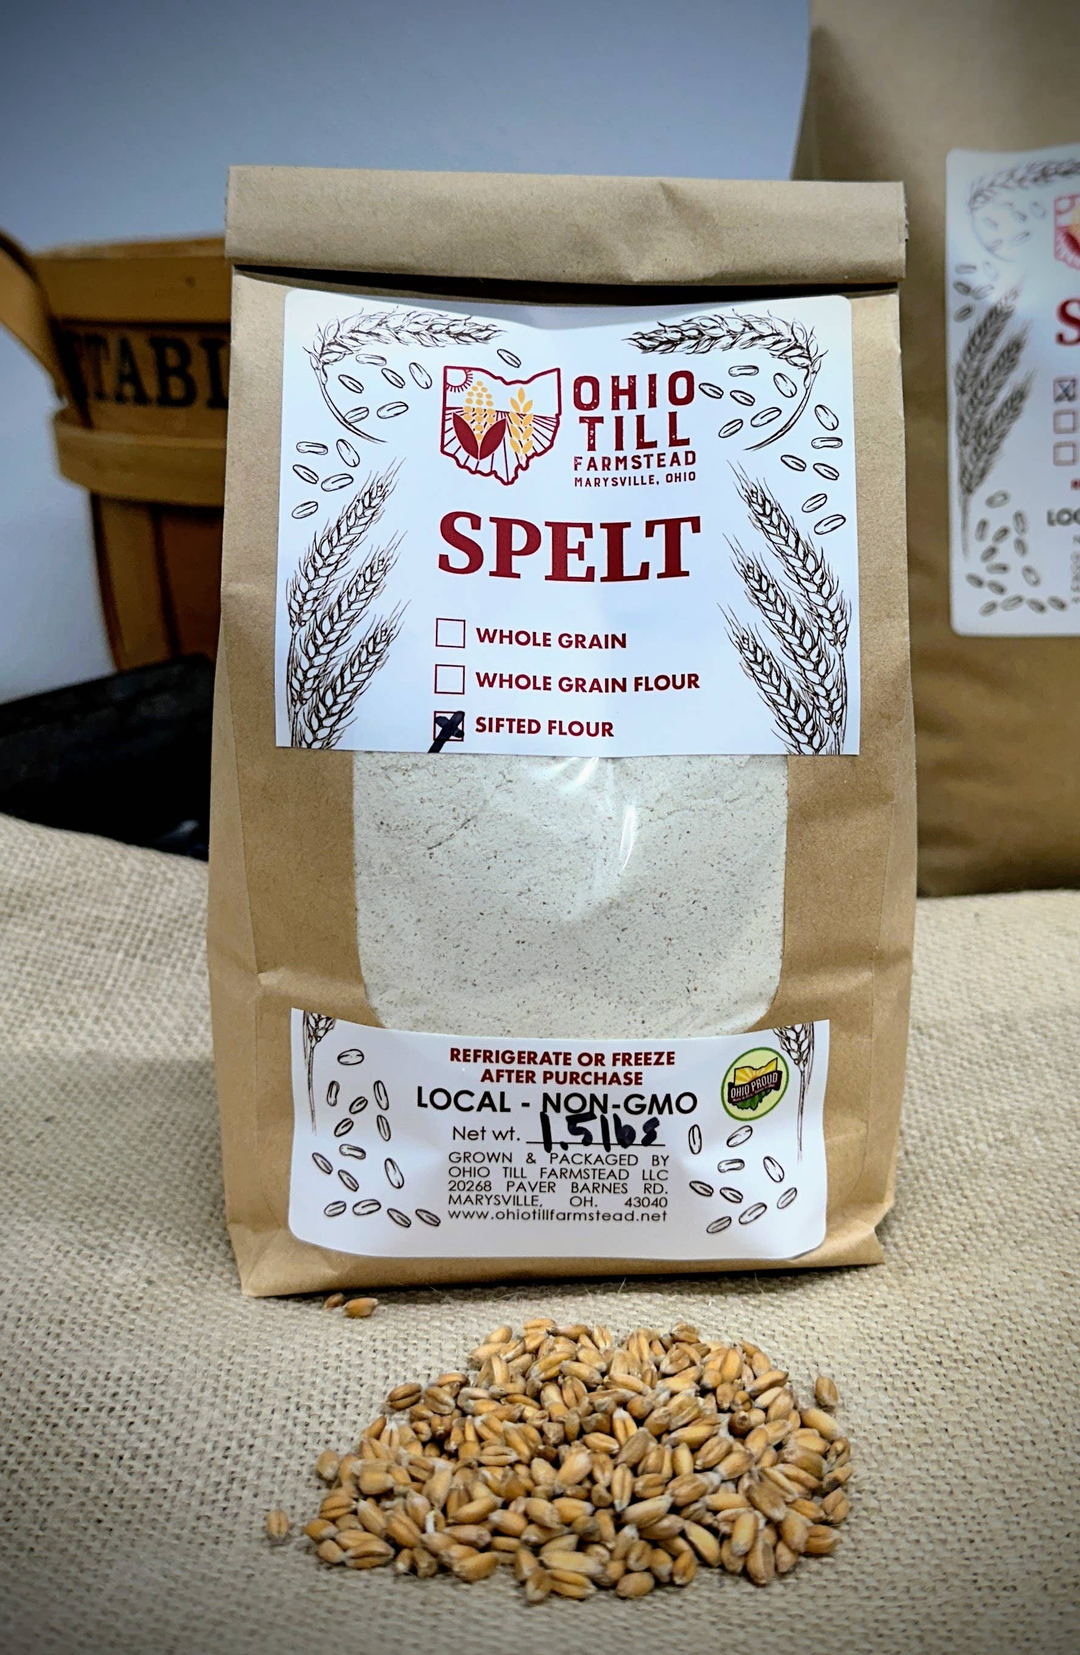 OHIO
TILL
FARMSTEAD
MARYSVILLE, OHIO
SPELT
WHOLE GRAIN
WHOLE GRAIN FLOUR
SIFTED FLOUR
REFRIGERATE OR FREEZE
AFTER PURCHASE
LOCAL - NON-GMO
Net wt. 1.5lbs
GROWN & PACKAGED BY
OHIO TILL FARMSTEAD LLC
20268 PAVER BARNES RD.
MARYSVILLE, OH. 43040
www.ohiotillfarmstead.net
OHIO PROUD
TABL
S
LOC